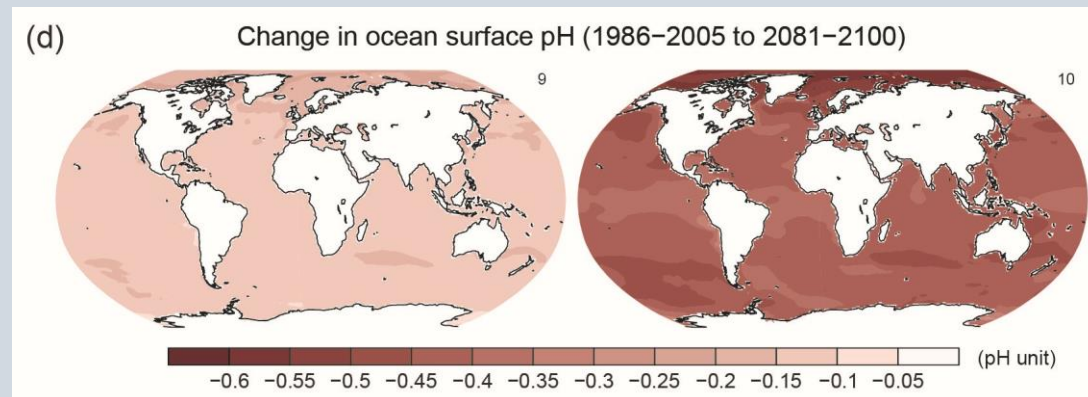 (d) Change in ocean surface pH (1986−2005 to 2081−2100)
9 10
(pH unit)
−0.6 −0.55 −0.5 −0.45 −0.4 −0.35 −0.3 −0.25 −0.2 −0.15 −0.1 −0.05